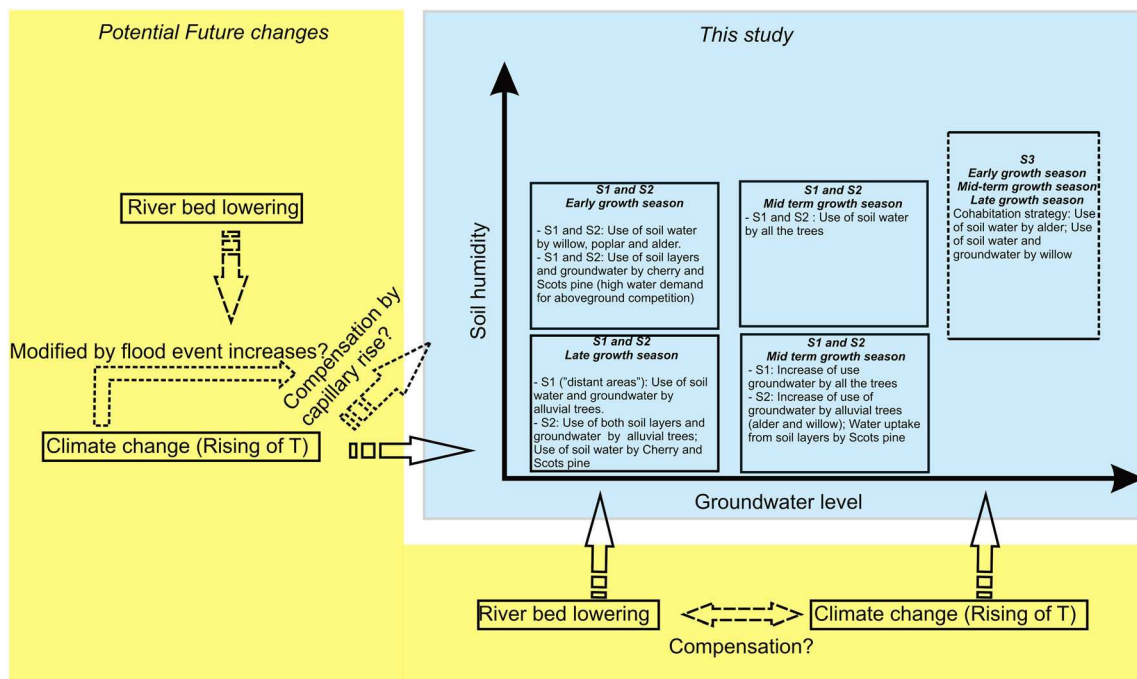 Potential Future changes
This study
River bed lowering
Modified by flood event increases?
Compensation by
capillary rise?
Climate change (Rising of T)
Soil humidity
S1 and S2
Early growth season
- S1 and S2: Use of soil water
by willow, poplar and alder.
- S1 and S2: Use of soil layers
and groundwater by cherry and
Scots pine (high water demand
for aboveground competition)
S1 and S2
Mid term growth season
- S1 and S2 : Use of soil water
by all the trees
S3
Early growth season
Mid-term growth season
Late growth season
Cohabitation strategy: Use
of soil water by alder; Use
of soil water and
groundwater by willow
S1 and S2
Late growth season
- S1 ("distant areas"): Use of soil
water and groundwater by
alluvial trees.
- S2: Use of both soil layers and
groundwater by alluvial trees;
Use of soil water by Cherry and
Scots pine
S1 and S2
Mid term growth season
- S1: Increase of use
groundwater by all the trees
- S2: Increase of use of
groundwater by alluvial trees
(alder and willow); Water uptake
from soil layers by Scots pine
Groundwater level
River bed lowering
Climate change (Rising of T)
Compensation?